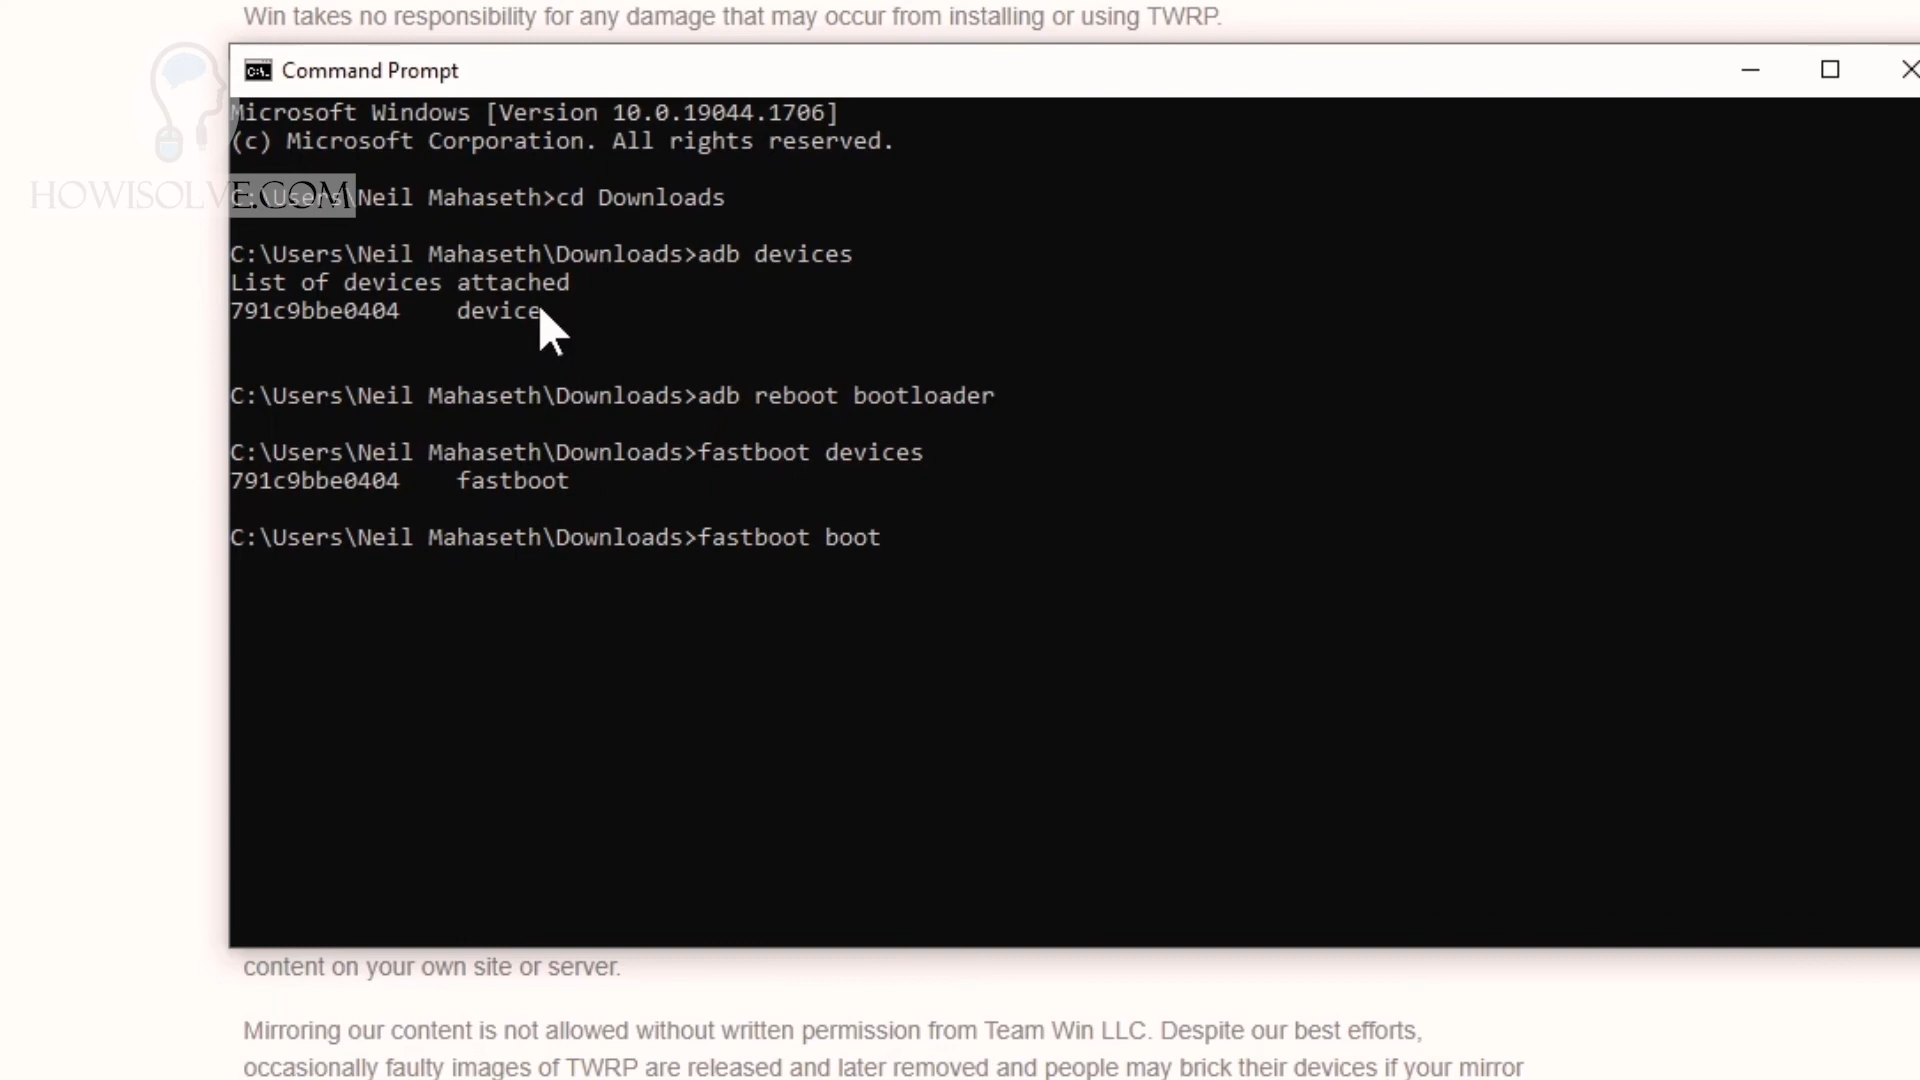 Win takes no responsibility for any damage that may occur from installing or using TWRP.
Command Prompt
Microsoft Windows [Version 10.0.19044.1706]
(c) Microsoft Corporation. All rights reserved.
HOWISOLVE.COM
C:\Users\Neil Mahaseth>cd Downloads
C:\Users\Neil Mahaseth\Downloads>adb devices
List of devices attached
791c9bbe0404    device
C:\Users\Neil Mahaseth\Downloads>adb reboot bootloader
C:\Users\Neil Mahaseth\Downloads>fastboot devices
791c9bbe0404    fastboot
C:\Users\Neil Mahaseth\Downloads>fastboot boot
content on your own site or server.
Mirroring our content is not allowed without written permission from Team Win LLC. Despite our best efforts,
occasionally faulty images of TWRP are released and later removed and people may brick their devices if your mirror